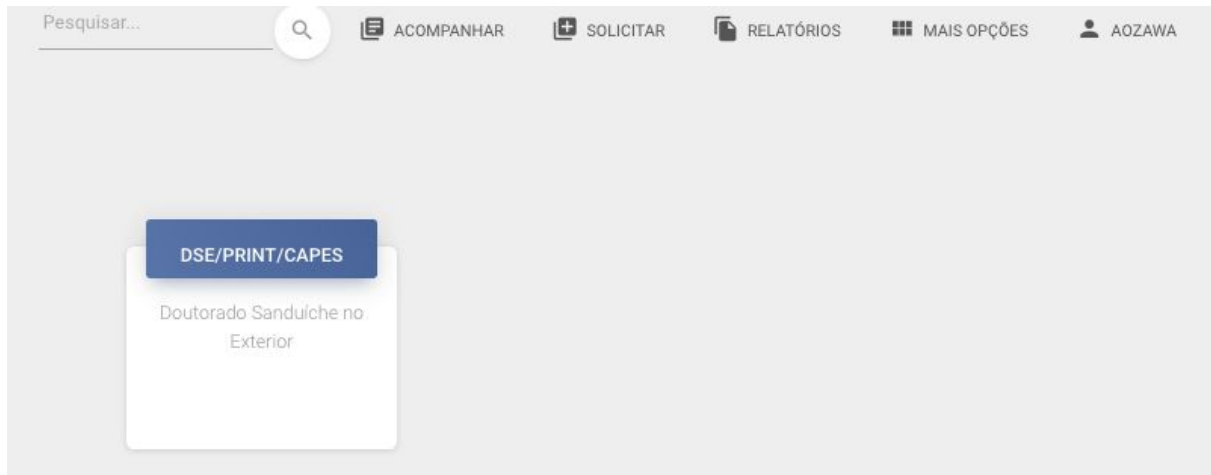 Pesquisar...
ACOMPANHAR
SOLICITAR
RELATÓRIOS
MAIS OPÇÕES
AOZAWA
DSE/PRINT/CAPES
Doutorado Sanduíche no
Exterior